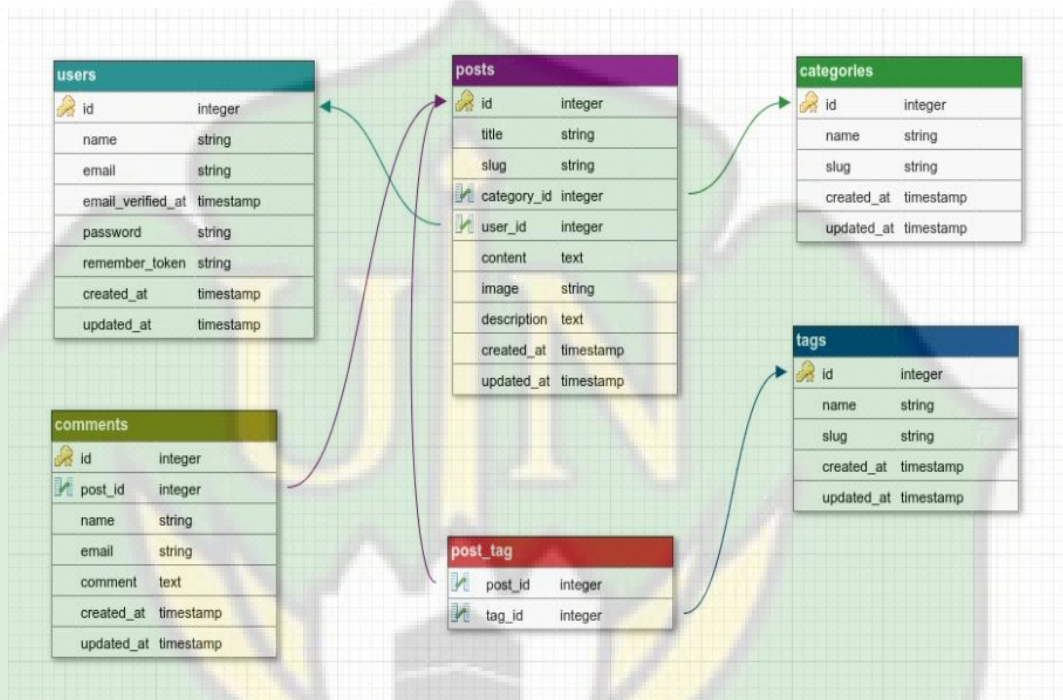 users
id integer
name string
email string
email_verified_at timestamp
password string
remember_token string
created_at timestamp
updated_at timestamp
posts
id integer
title string
slug string
category_id integer
user_id integer
content text
image string
description text
created_at timestamp
updated_at timestamp
categories
id integer
name string
slug string
created_at timestamp
updated_at timestamp
tags
id integer
name string
slug string
created_at timestamp
updated_at timestamp
comments
id integer
post_id integer
name string
email string
comment text
created_at timestamp
updated_at timestamp
post_tag
post_id integer
tag_id integer
UIN